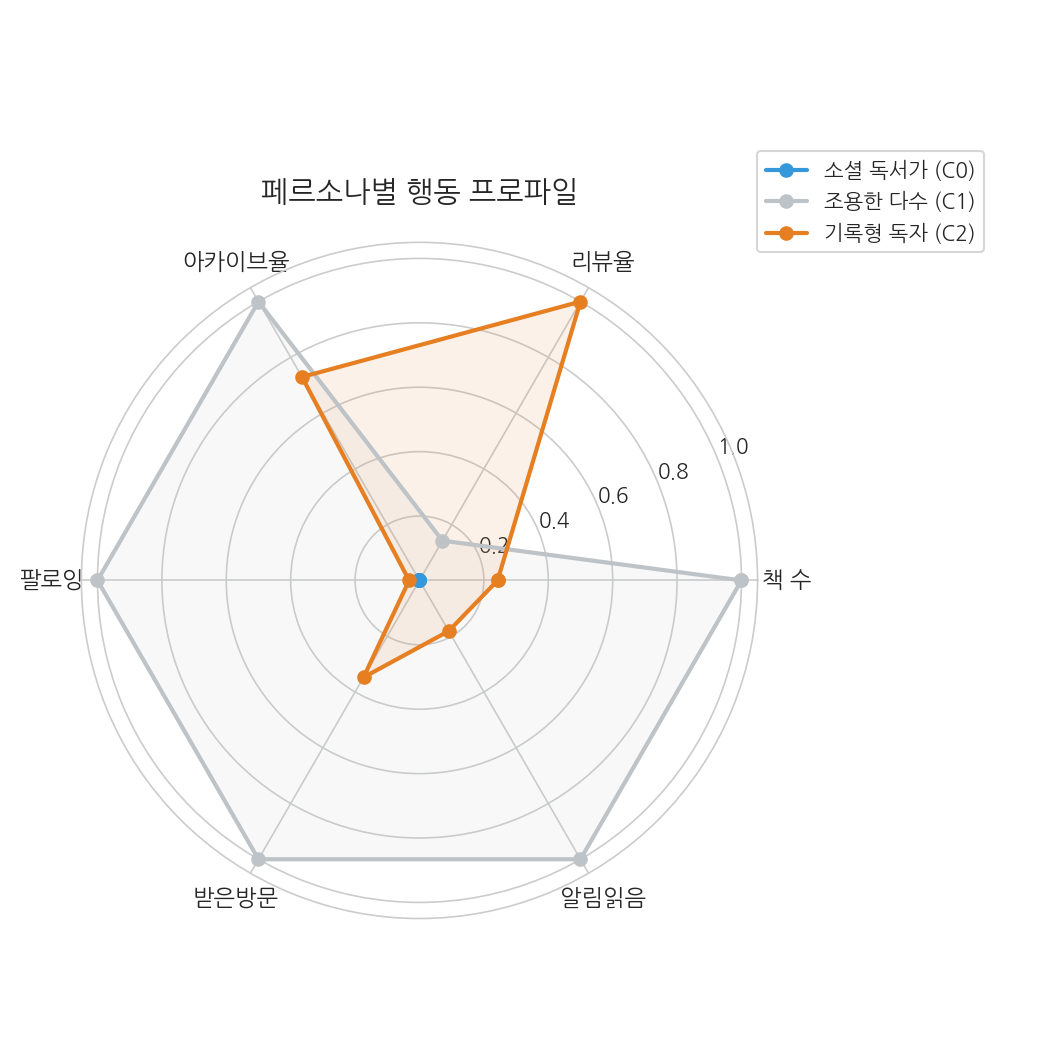 페르소나별 행동 프로파일
소셜 독서가 (C0)
조용한 다수 (C1)
기록형 독자 (C2)
아카이브율
리뷰율
1.0
0.8
0.6
0.4
0.2
팔로잉
책 수
받은방문
알림읽음